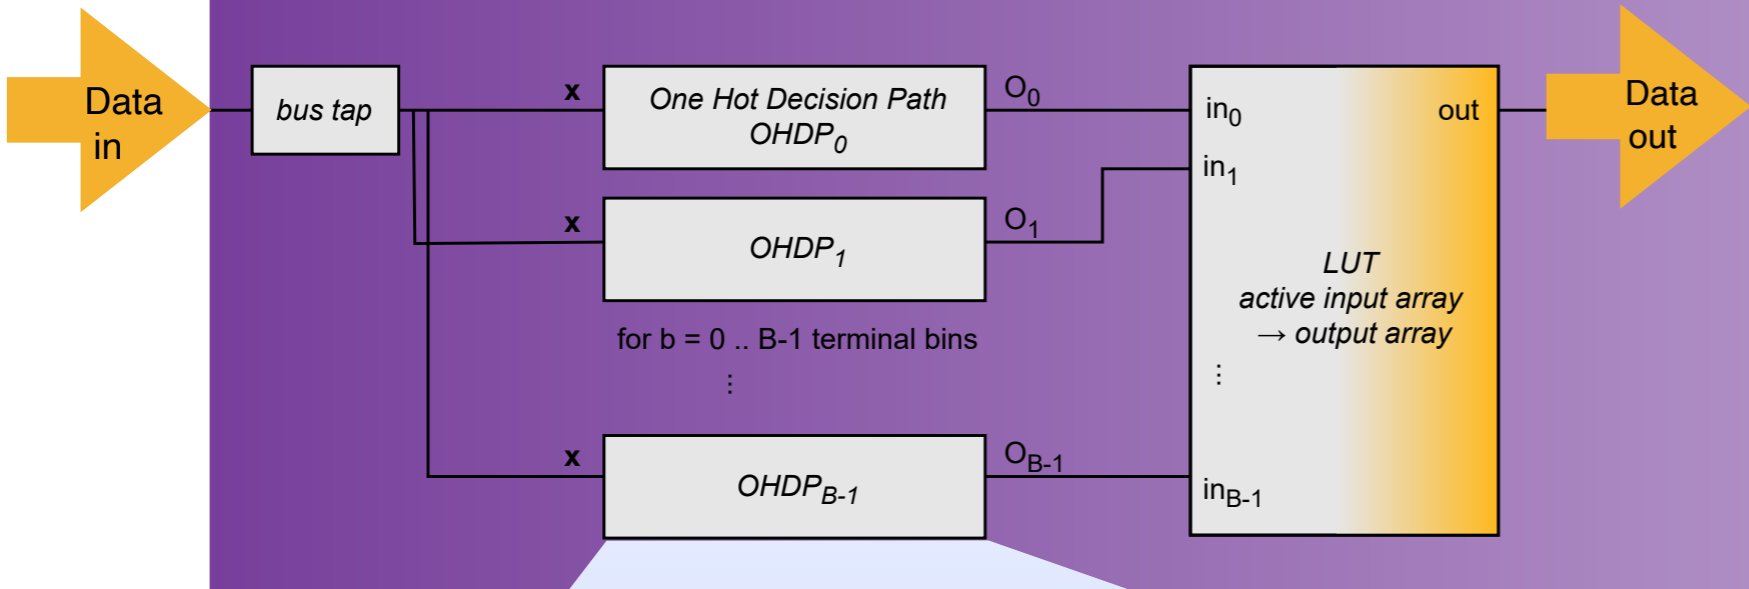 Data
in
bus tap
x
One Hot Decision Path
OHDP0
O0
in0
out
Data
out
x
OHDP1
O1
in1
for b = 0 .. B-1 terminal bins
⋮
LUT
active input array
→ output array
⋮
x
OHDPB-1
OB-1
inB-1